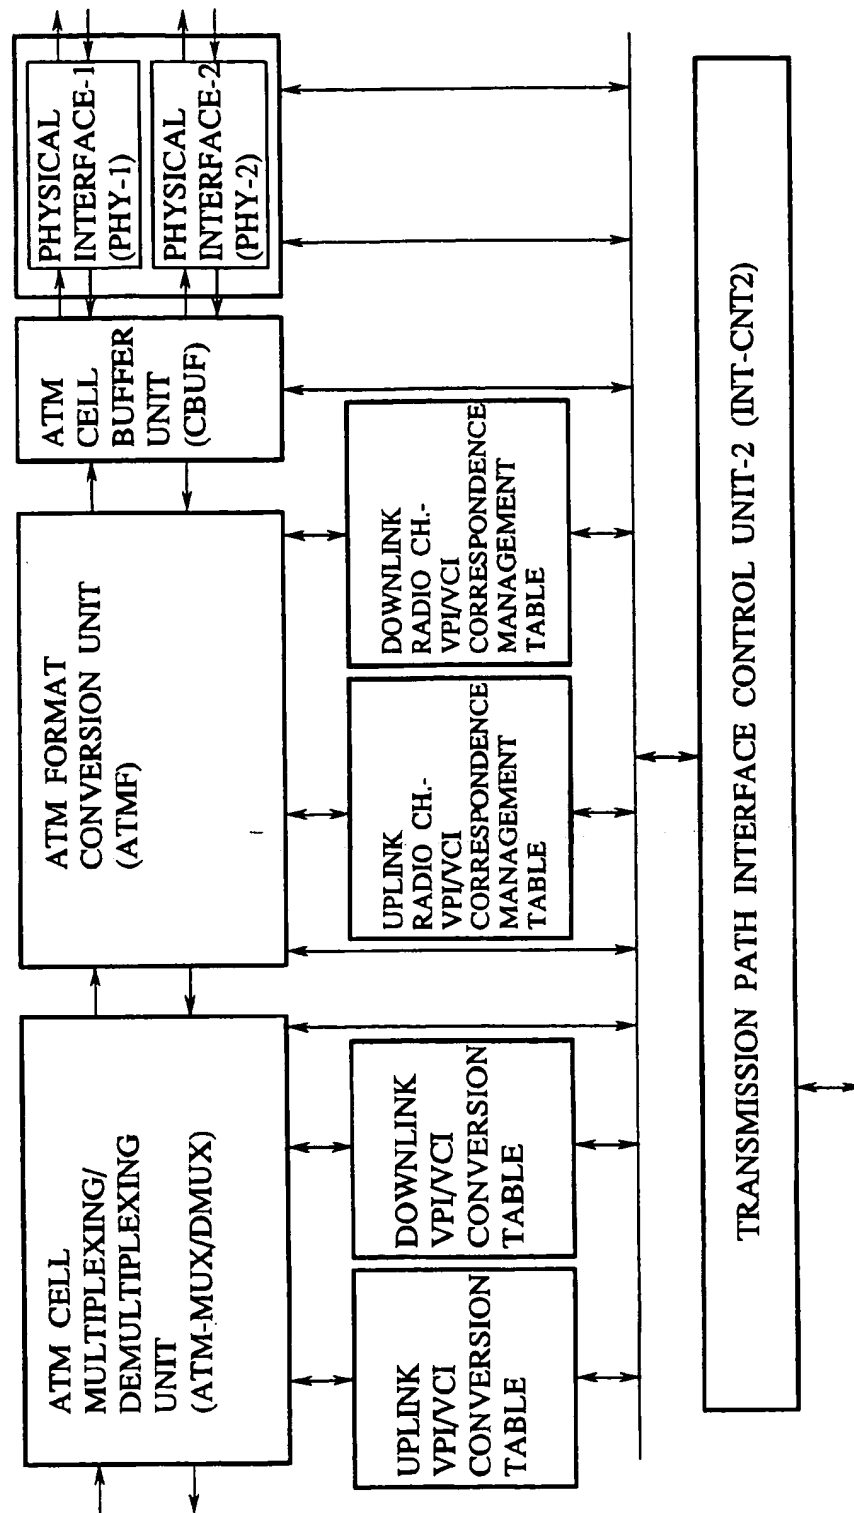 ATM CELL
MULTIPLEXING/
DEMULTIPLEXING
UNIT
(ATM-MUX/DMUX)
ATM FORMAT
CONVERSION UNIT
(ATMF)
ATM
CELL
BUFFER
UNIT
(CBUF)
PHYSICAL
INTERFACE-1
(PHY-1)
PHYSICAL
INTERFACE-2
(PHY-2)
UPLINK
VPI/VCI
CONVERSION
TABLE
DOWNLINK
VPI/VCI
CONVERSION
TABLE
UPLINK
RADIO CH.-
VPI/VCI
CORRESPONDENCE
MANAGEMENT
TABLE
DOWNLINK
RADIO CH.-
VPI/VCI
CORRESPONDENCE
MANAGEMENT
TABLE
TRANSMISSION PATH INTERFACE CONTROL UNIT-2 (INT-CNT2)